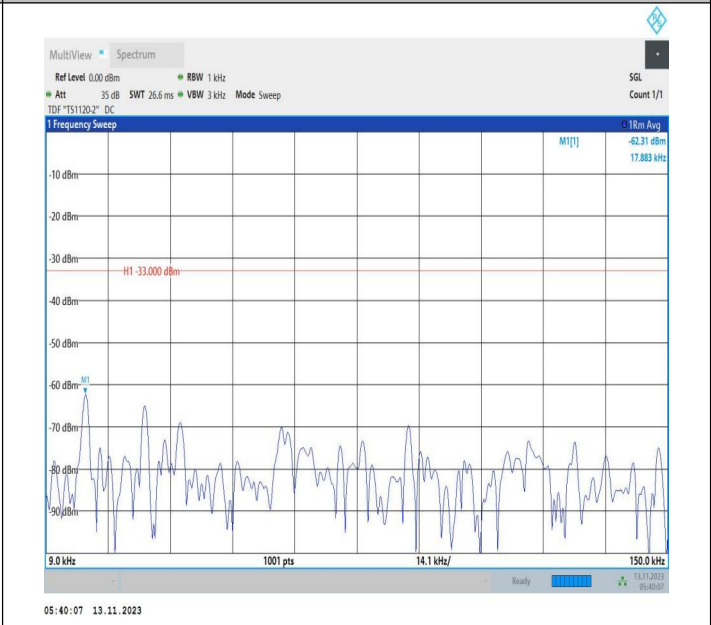 MultiView Spectrum
Ref Level 0.00 dBm RBW 1 kHz SGL
Att 35 dB SWT 26.6 ms VBW 3 kHz Mode Sweep Count 1/1
TDF "TS1120-2" DC
1 Frequency Sweep 1Rm Avg
M1[1] -62.31 dBm
17.883 kHz
-10 dBm
-20 dBm
-30 dBm
H1 -33.000 dBm
-40 dBm
-50 dBm
-60 dBm M1
-70 dBm
-80 dBm
-90 dBm
9.0 kHz 1001 pts 14.1 kHz/ 150.0 kHz
Ready 13.11.2023
05:40:07
05:40:07 13.11.2023